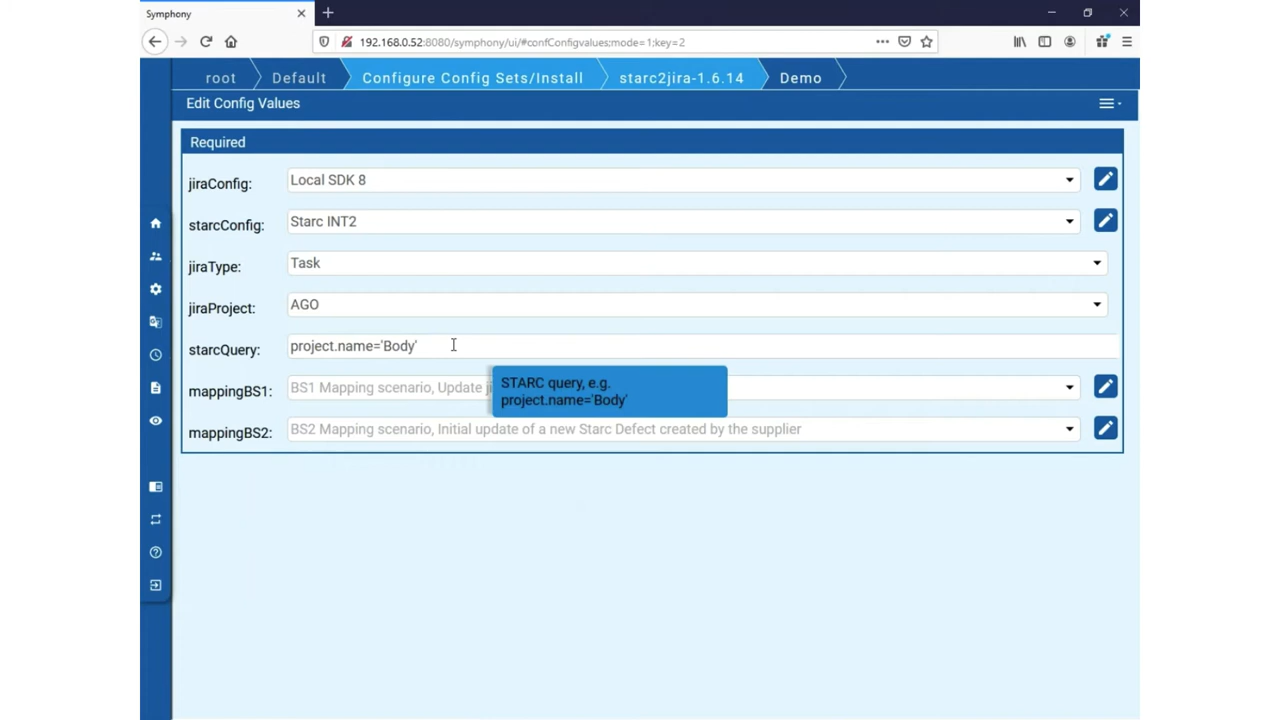 Symphony
192.168.0.52:8080/symphony/ui/#confConfigvalues;mode=1;key=2
root Default Configure Config Sets/Install starc2jira-1.6.14 Demo
Edit Config Values
Required
jiraConfig: Local SDK 8
starcConfig: Starc INT2
jiraType: Task
jiraProject: AGO
starcQuery: project.name='Body'
STARC query, e.g.
project.name='Body'
mappingBS1: BS1 Mapping scenario, Update
mappingBS2: BS2 Mapping scenario, Initial update of a new Starc Defect created by the supplier